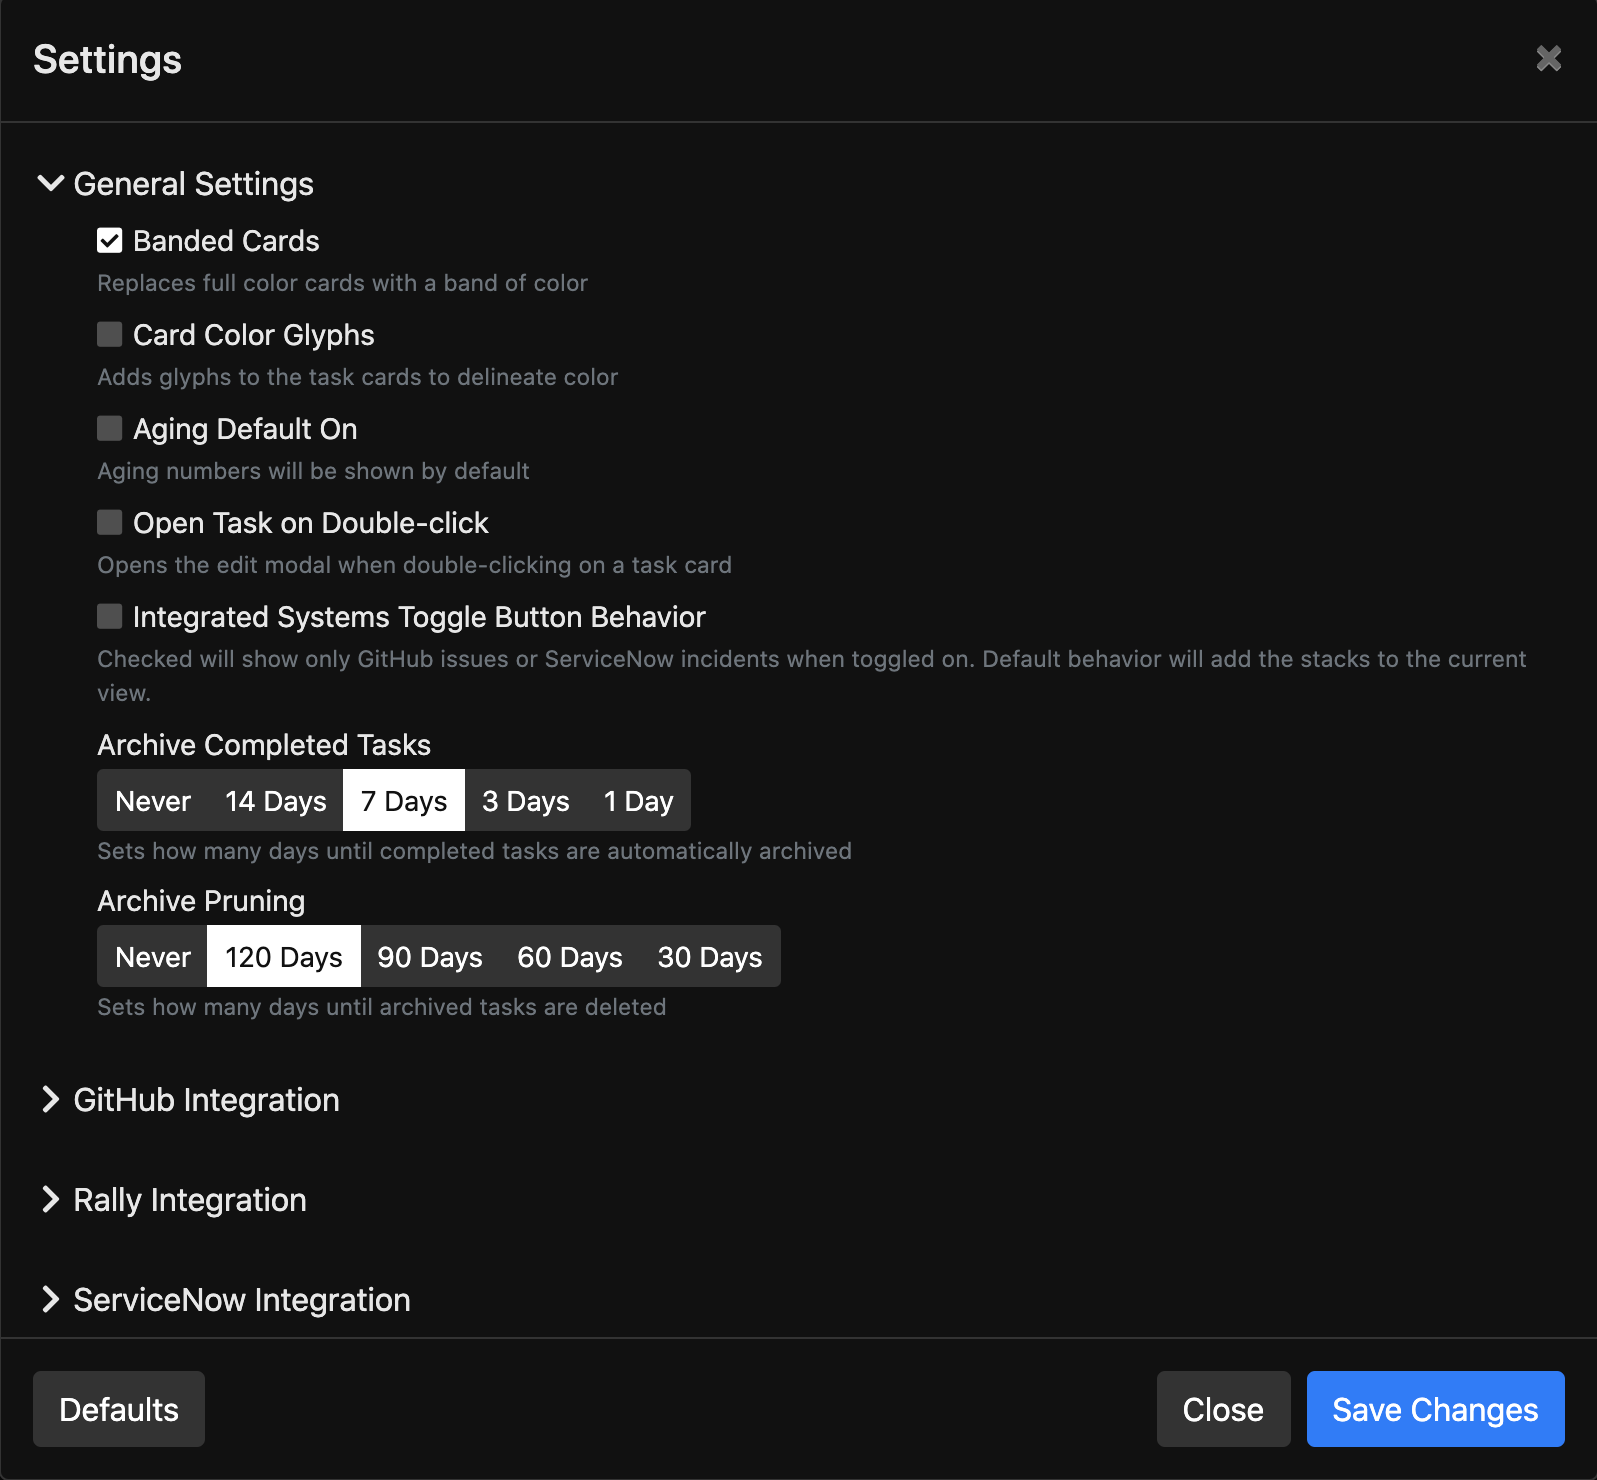 Settings
General Settings
Banded Cards
Replaces full color cards with a band of color
Card Color Glyphs
Adds glyphs to the task cards to delineate color
Aging Default On
Aging numbers will be shown by default
Open Task on Double-click
Opens the edit modal when double-clicking on a task card
Integrated Systems Toggle Button Behavior
Checked will show only GitHub issues or ServiceNow incidents when toggled on. Default behavior will add the stacks to the current
view.
Archive Completed Tasks
Never 14 Days 7 Days 3 Days 1 Day
Sets how many days until completed tasks are automatically archived
Archive Pruning
Never 120 Days 90 Days 60 Days 30 Days
Sets how many days until archived tasks are deleted
GitHub Integration
Rally Integration
ServiceNow Integration
Defaults Close Save Changes